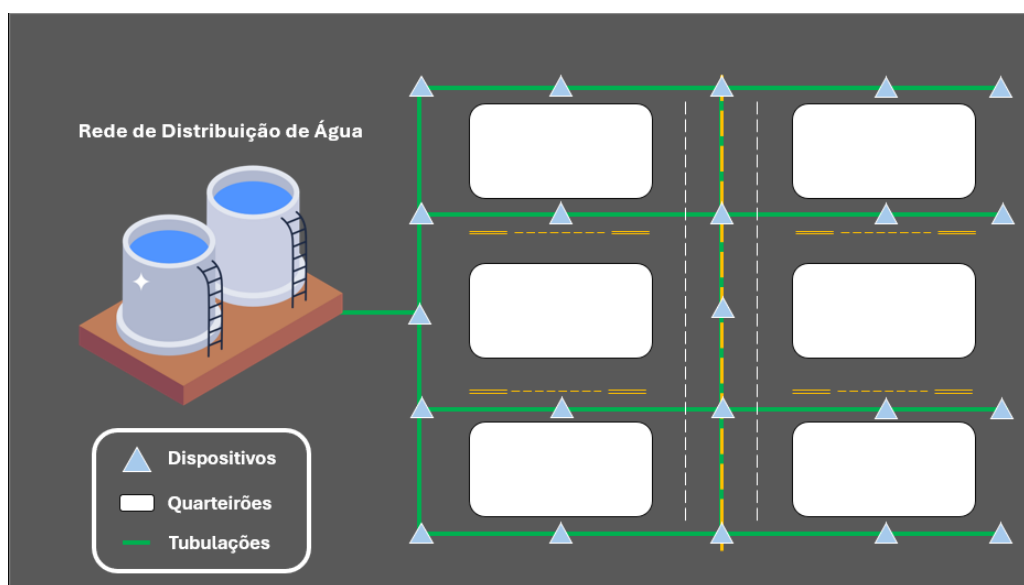 Rede de Distribuição de Água
Dispositivos
Quarteirões
Tubulações